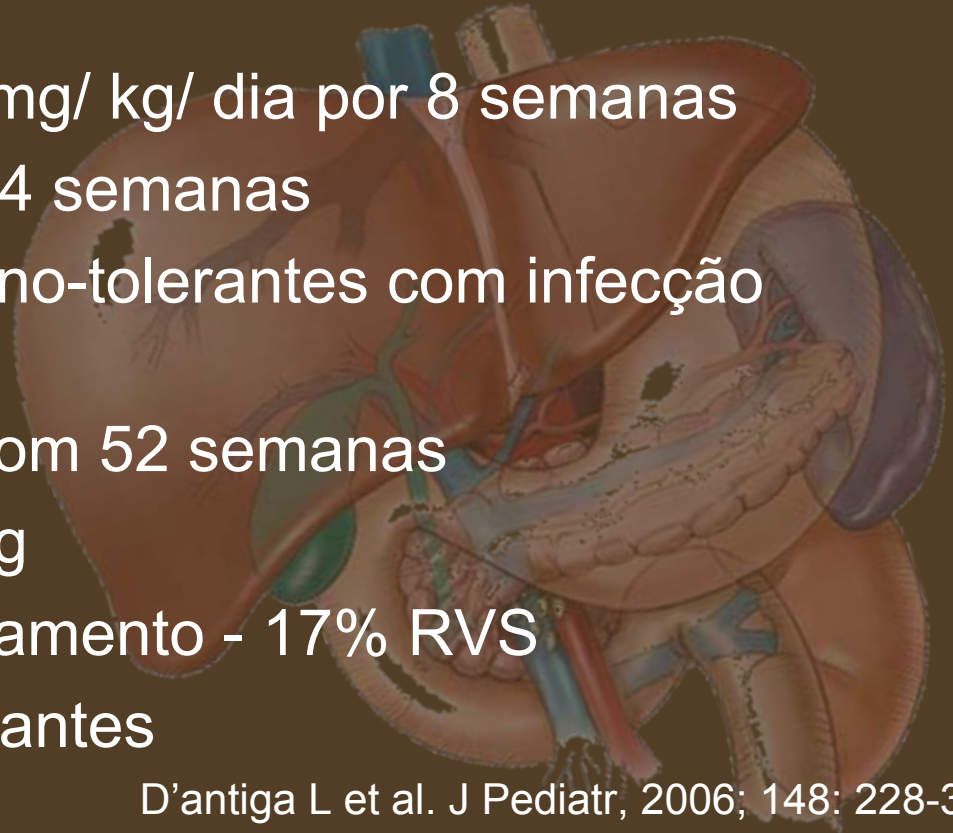 mg/ kg/ dia por 8 semanas
4 semanas
no-tolerantes com infecção
om 52 semanas
g
amento - 17% RVS
antes
D’antiga L et al. J Pediatr, 2006; 148: 228-3